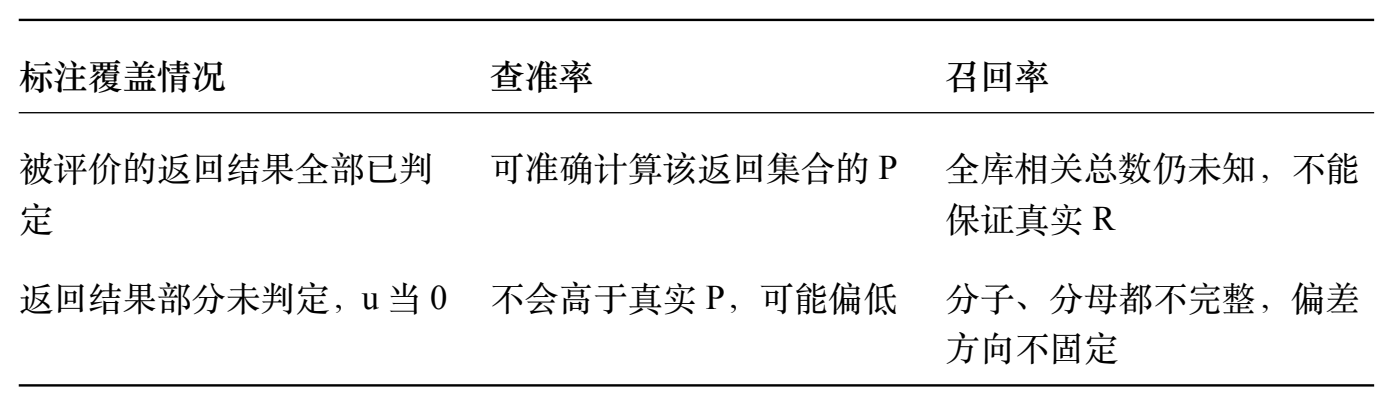 标注覆盖情况 查准率 召回率
被评价的返回结果全部已判 可准确计算该返回集合的 P 全库相关总数仍未知，不能
定 保证真实 R
返回结果部分未判定，u 当 0 不会高于真实 P，可能偏低 分子、分母都不完整，偏差
方向不固定